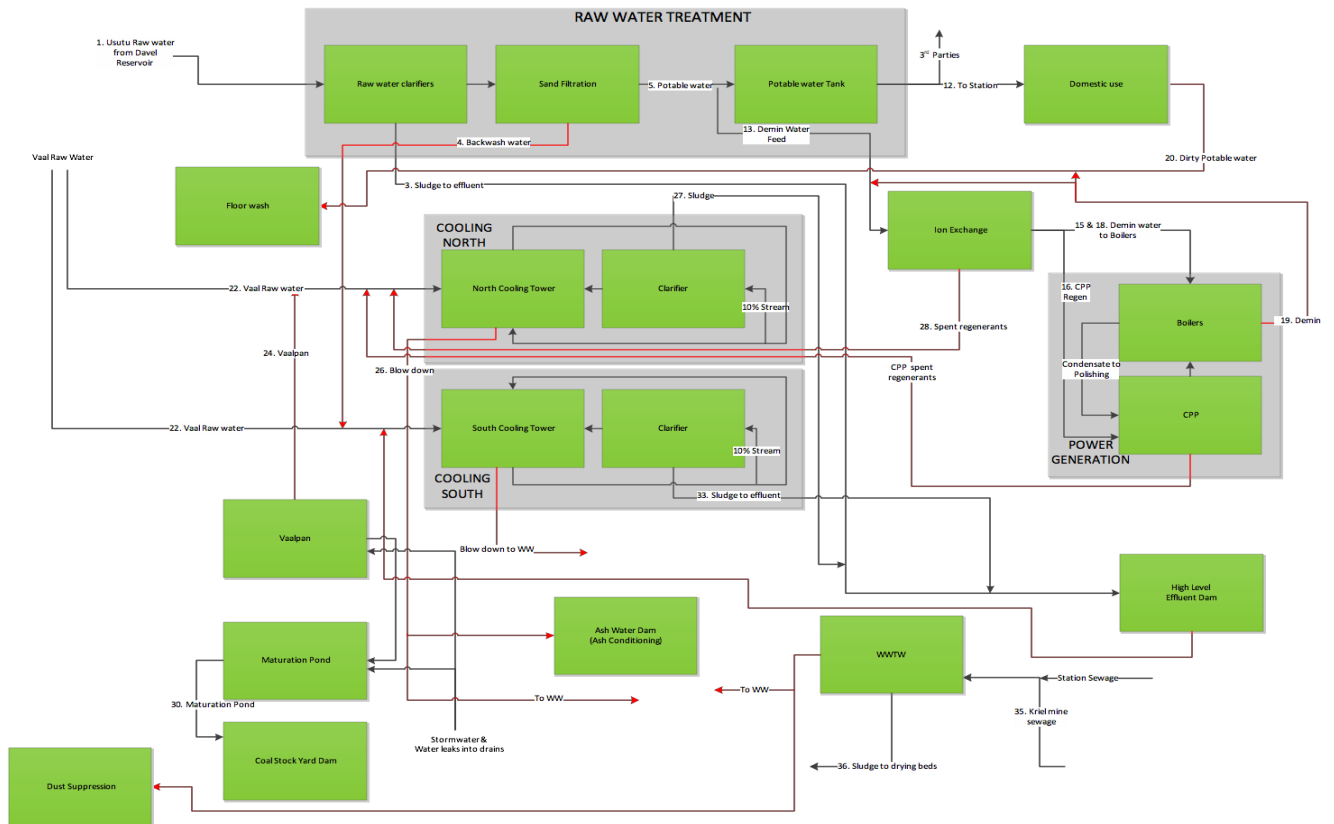 RAW WATER TREATMENT
1. Usutu Raw water
from Davel
Reservoir
Raw water clarifiers
Sand Filtration
5. Potable water
Potable water Tank
3rd Parties
12. To Station
Domestic use
13. Demin Water
Feed
4. Backwash water
Vaal Raw Water
20. Dirty Potable water
3. Sludge to effluent
27. Sludge
Floor wash
COOLING
NORTH
Ion Exchange
15 & 18. Demin water
to Boilers
22. Vaal Raw water
North Cooling Tower
Clarifier
10% Stream
16. CPP
Regen
Boilers
19. Demin
28. Spent regenerants
24. Vaalpan
26. Blow down
CPP spent
regenerants
Condensate to
Polishing
CPP
22. Vaal Raw water
South Cooling Tower
Clarifier
10% Stream
POWER
GENERATION
COOLING
SOUTH
33. Sludge to effluent
Vaalpan
Blow down to WW
High Level
Effluent Dam
Ash Water Dam
(Ash Conditioning)
WWTW
Maturation Pond
Station Sewage
To WW
To WW
30. Maturation Pond
35. Kriel mine
sewage
Stormwater &
Water leaks into drains
Coal Stock Yard Dam
36. Sludge to drying beds
Dust Suppression